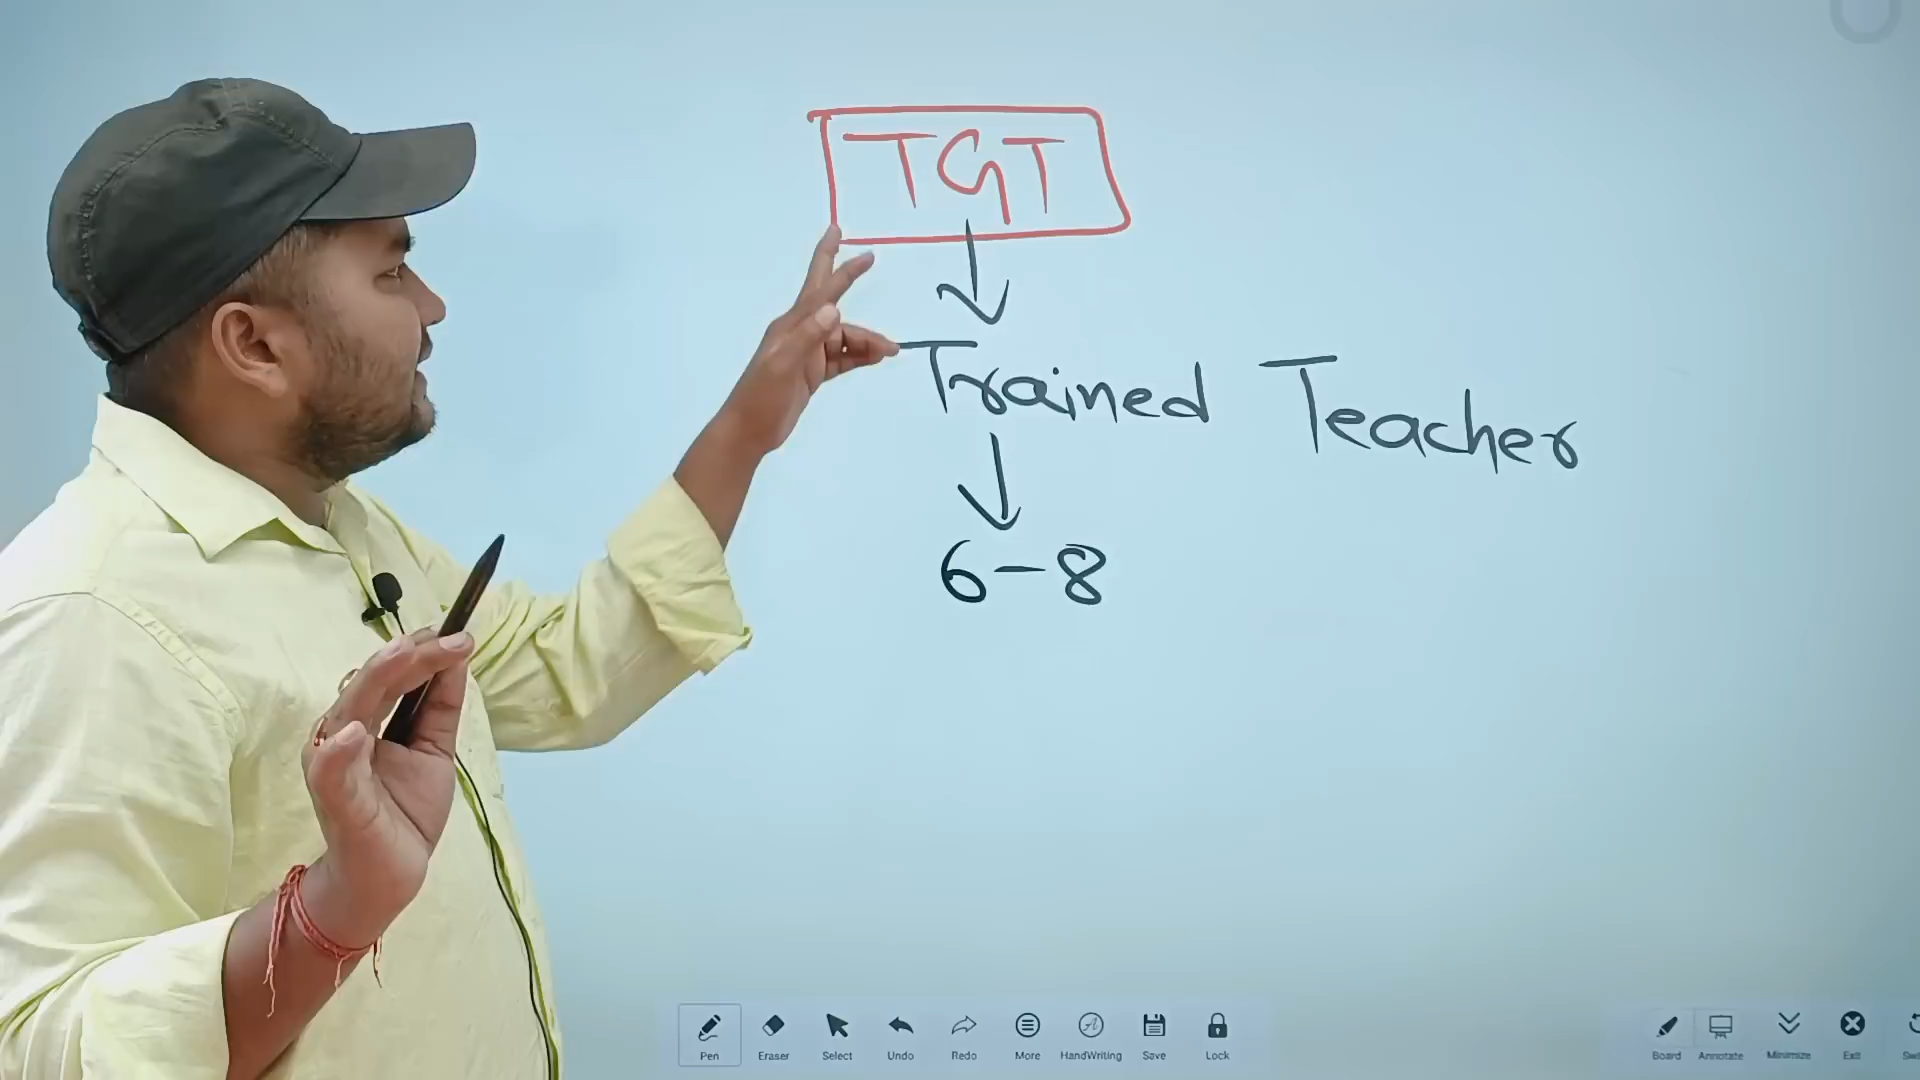 TGT
Trained Teacher
6-8
Pen Eraser Select Undo Redo More HandWriting Save Lock Board Annotate Minimize Exit